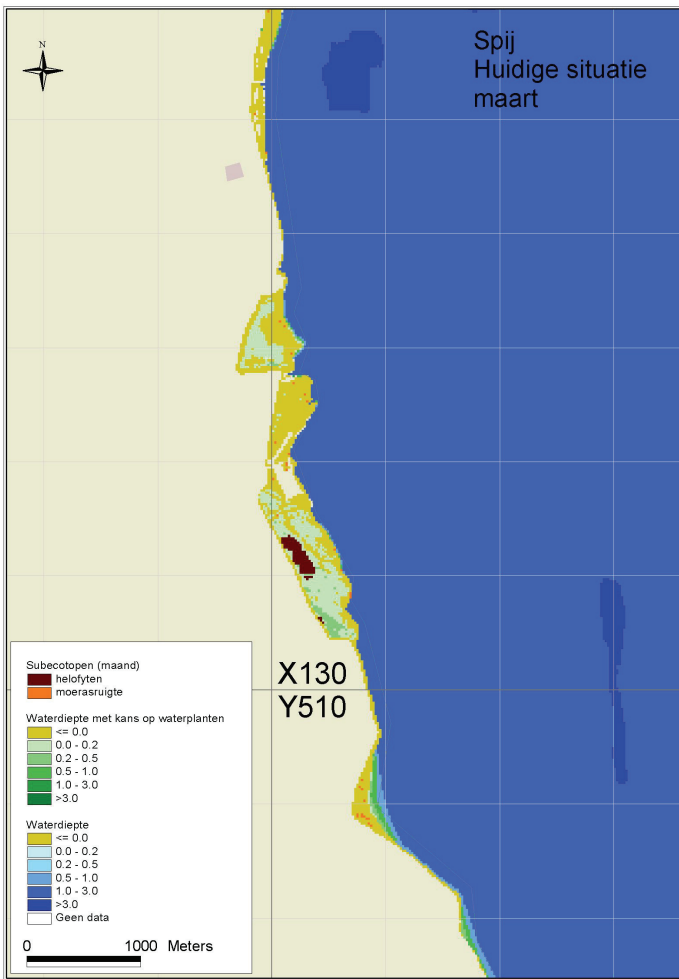 N
Spij
Huidige situatie
maart
X130
Y510
Subecotopen (maand)
helofyten
moerasruigte
Waterdiepte met kans op waterplanten
<= 0.0
0.0 - 0.2
0.2 - 0.5
0.5 - 1.0
1.0 - 3.0
>3.0
Waterdiepte
<= 0.0
0.0 - 0.2
0.2 - 0.5
0.5 - 1.0
1.0 - 3.0
>3.0
Geen data
0 1000 Meters